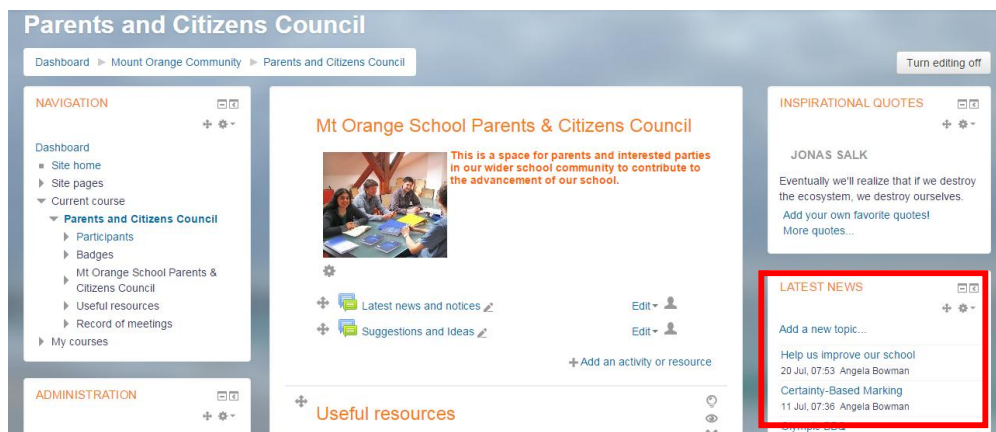 Parents and Citizens Council
Dashboard
Mount Orange Community
Parents and Citizens Council
Turn editing off
NAVIGATION
Dashboard
Site home
Site pages
Current course
Parents and Citizens Council
Participants
Badges
Mt Orange School Parents &
Citizens Council
Useful resources
Record of meetings
My courses
ADMINISTRATION
Mt Orange School Parents & Citizens Council
This is a space for parents and interested parties
in our wider school community to contribute to
the advancement of our school.
Latest news and notices
Edit
Suggestions and Ideas
Edit
Add an activity or resource
Useful resources
INSPIRATIONAL QUOTES
JONAS SALK
Eventually we'll realize that if we destroy
the ecosystem, we destroy ourselves.
Add your own favorite quotes!
More quotes...
LATEST NEWS
Add a new topic...
Help us improve our school
20 Jul, 07:53 Angela Bowman
Certainty-Based Marking
11 Jul, 07:36 Angela Bowman